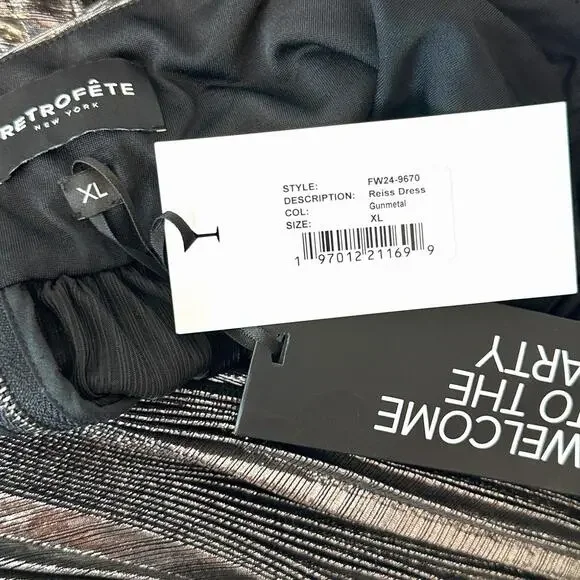 RETROFÊTE
NEW YORK
XL
STYLE: FW24-9670
DESCRIPTION: Reiss Dress
COL: Gunmetal
SIZE: XL
1 97012 21169 9
WELCOME
TO THE
ARTY